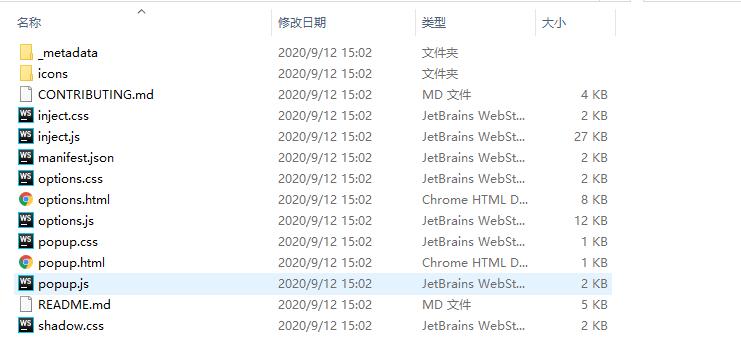 名称 修改日期 类型 大小
_metadata 2020/9/12 15:02 文件夹
icons 2020/9/12 15:02 文件夹
CONTRIBUTING.md 2020/9/12 15:02 MD 文件 4 KB
inject.css 2020/9/12 15:02 JetBrains WebSt... 2 KB
inject.js 2020/9/12 15:02 JetBrains WebSt... 27 KB
manifest.json 2020/9/12 15:02 JetBrains WebSt... 2 KB
options.css 2020/9/12 15:02 JetBrains WebSt... 2 KB
options.html 2020/9/12 15:02 Chrome HTML D... 8 KB
options.js 2020/9/12 15:02 JetBrains WebSt... 12 KB
popup.css 2020/9/12 15:02 JetBrains WebSt... 1 KB
popup.html 2020/9/12 15:02 Chrome HTML D... 1 KB
popup.js 2020/9/12 15:02 JetBrains WebSt... 2 KB
README.md 2020/9/12 15:02 MD 文件 5 KB
shadow.css 2020/9/12 15:02 JetBrains WebSt... 2 KB